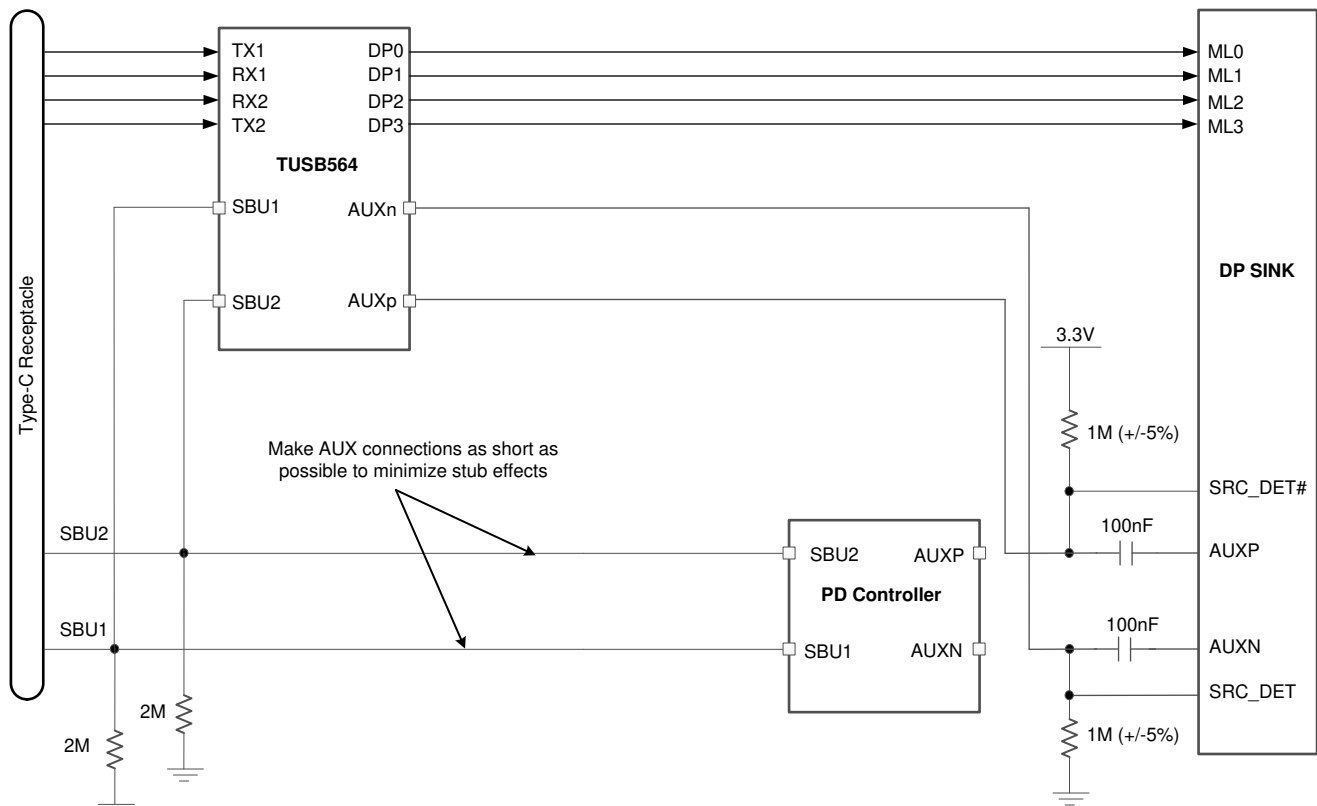 Type-C Receptacle
TX1
RX1
RX2
TX2
DP0
DP1
DP2
DP3
TUSB564
SBU1
AUXn
SBU2
AUXp
ML0
ML1
ML2
ML3
DP SINK
3.3V
1M (+/-5%)
SRC_DET#
100nF
AUXP
100nF
AUXN
SRC_DET
1M (+/-5%)
Make AUX connections as short as
possible to minimize stub effects
SBU2
SBU1
SBU2
AUXP
PD Controller
SBU1
AUXN
2M
2M